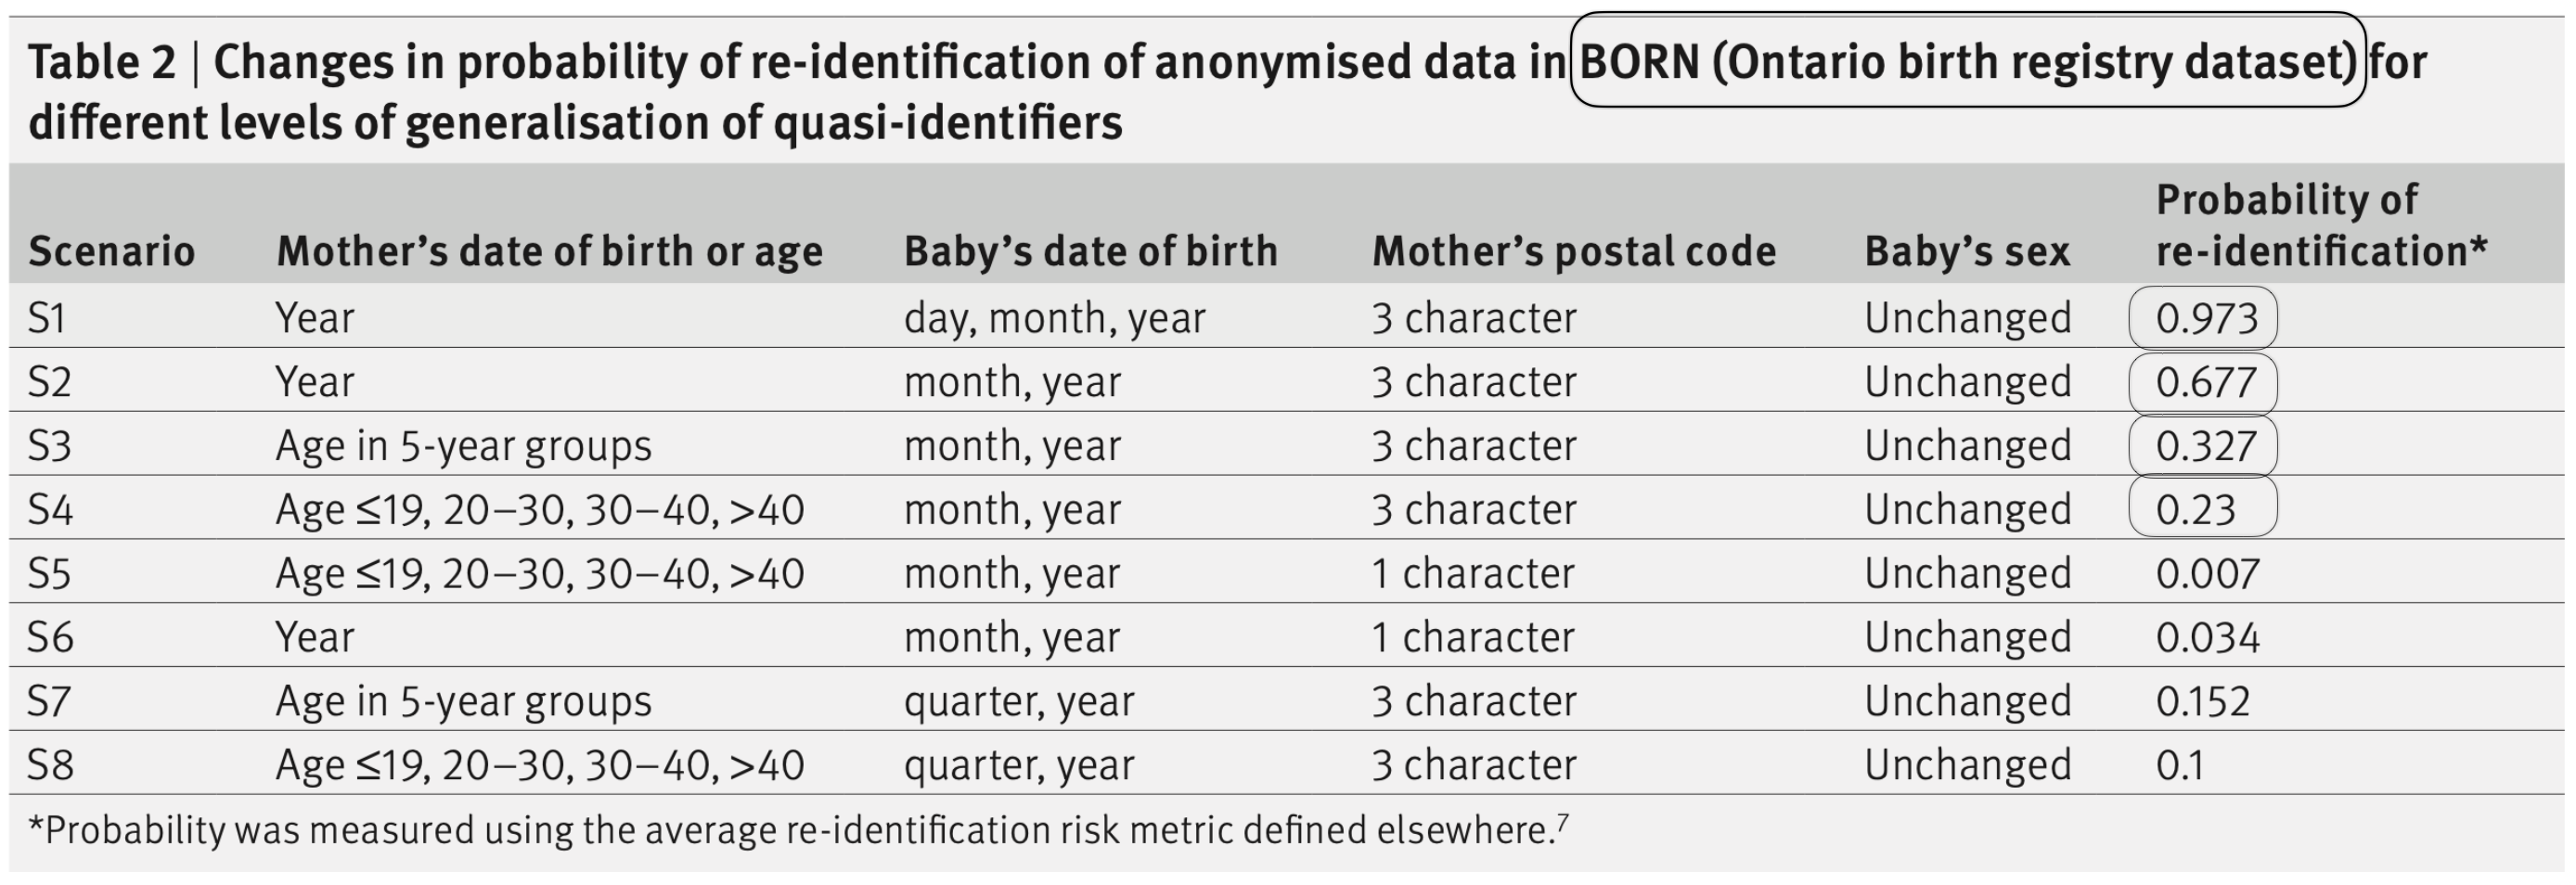 Table 2 | Changes in probability of re-identification of anonymised data in BORN (Ontario birth registry dataset) for
different levels of generalisation of quasi-identifiers
Scenario Mother’s date of birth or age Baby’s date of birth Mother’s postal code Baby’s sex Probability of re-identification*
S1 Year day, month, year 3 character Unchanged 0.973
S2 Year month, year 3 character Unchanged 0.677
S3 Age in 5-year groups month, year 3 character Unchanged 0.327
S4 Age ≤19, 20–30, 30–40, >40 month, year 3 character Unchanged 0.23
S5 Age ≤19, 20–30, 30–40, >40 month, year 1 character Unchanged 0.007
S6 Year month, year 1 character Unchanged 0.034
S7 Age in 5-year groups quarter, year 3 character Unchanged 0.152
S8 Age ≤19, 20–30, 30–40, >40 quarter, year 3 character Unchanged 0.1
*Probability was measured using the average re-identification risk metric defined elsewhere.⁷